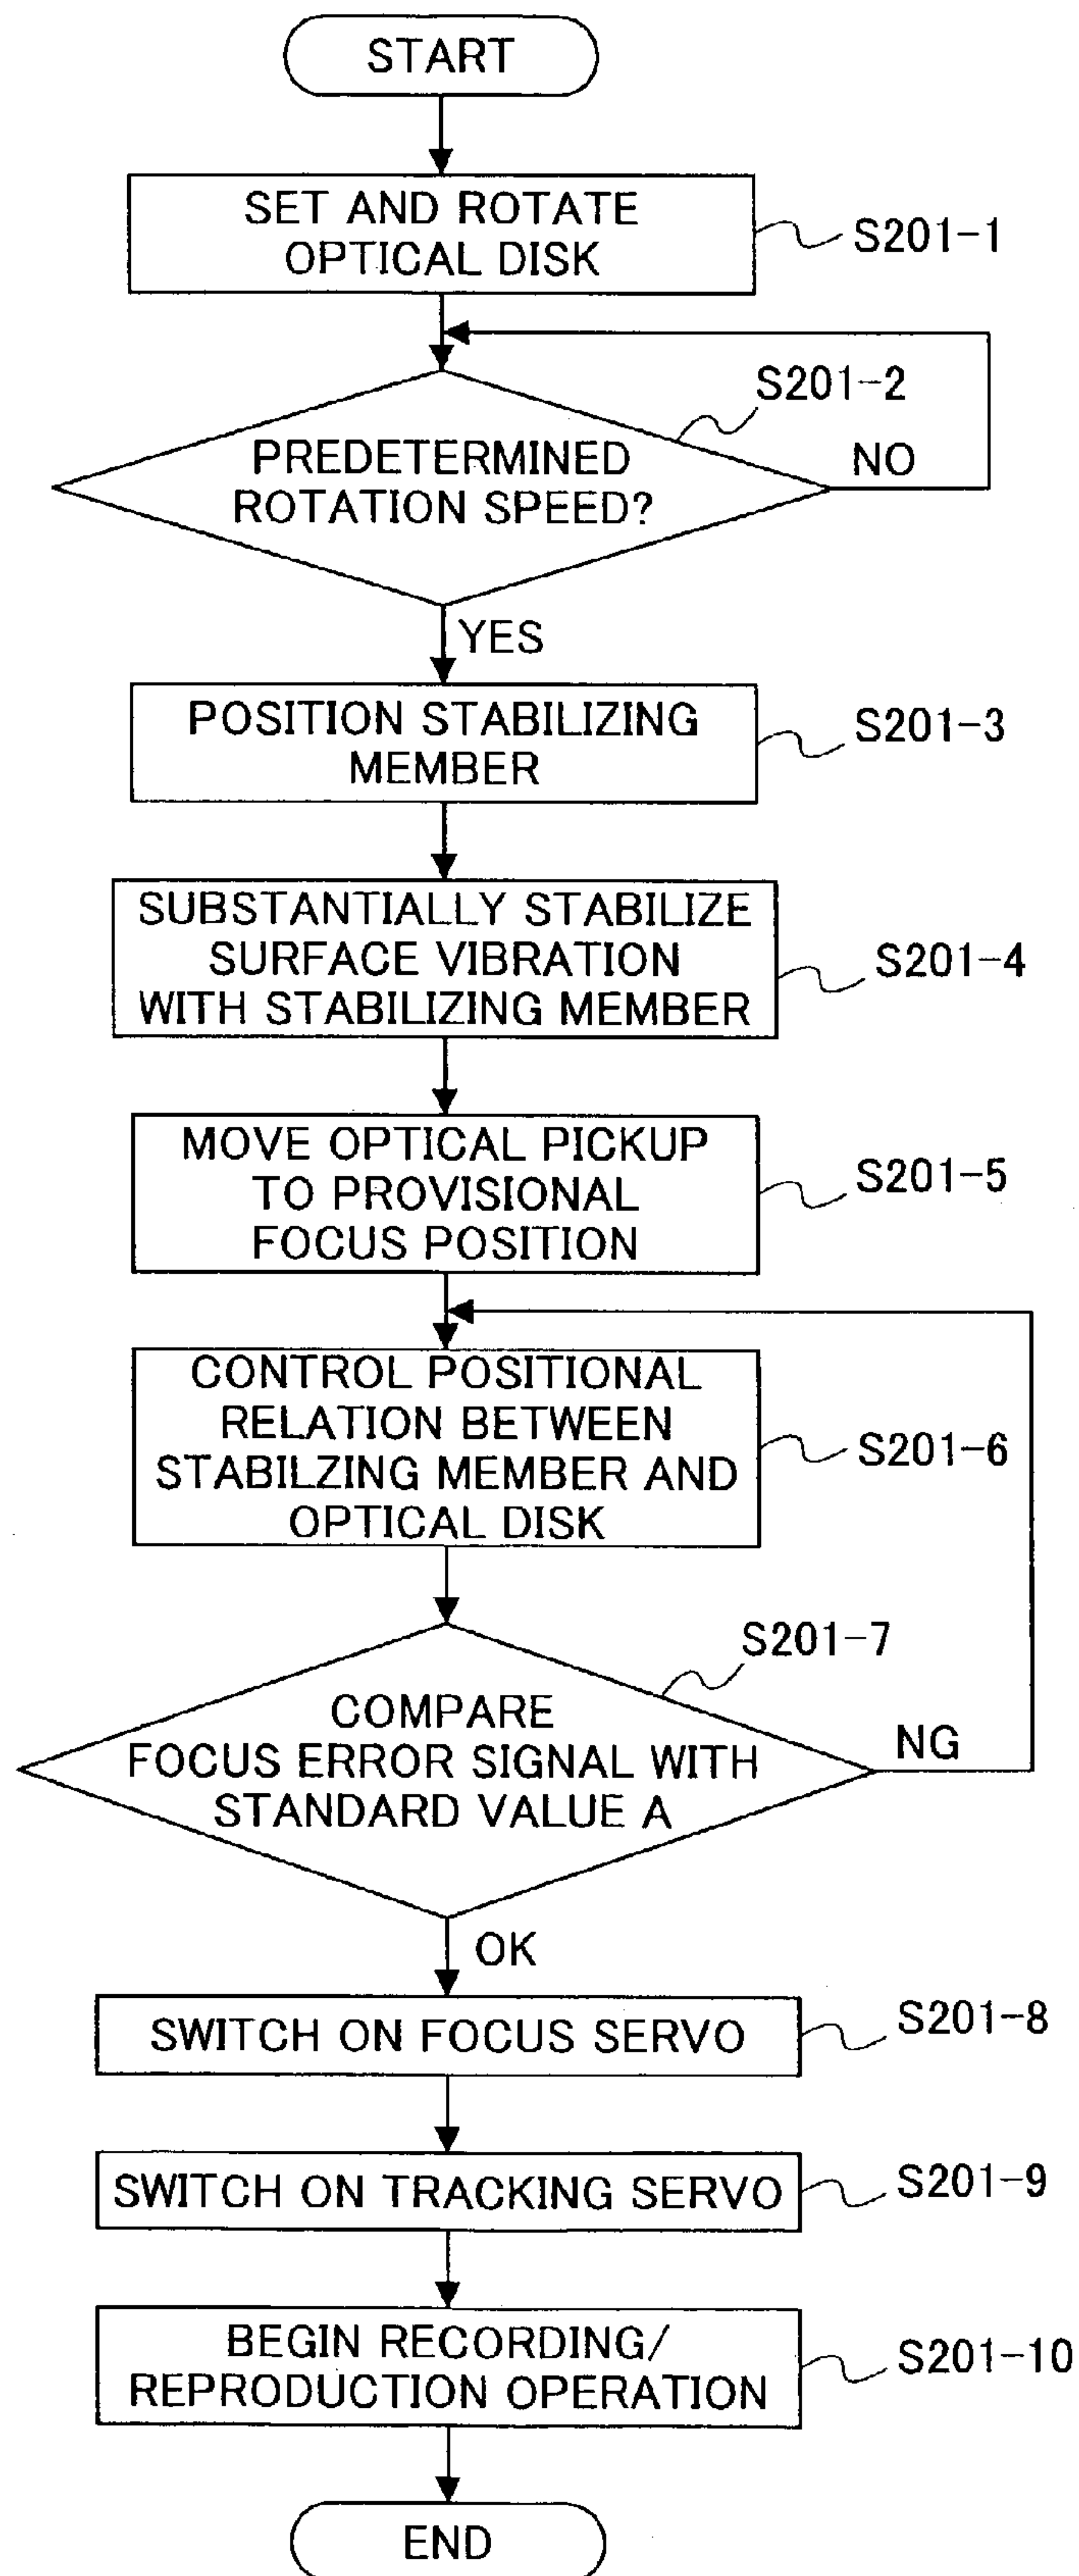 START
SET AND ROTATE
OPTICAL DISK
S201-1
S201-2
PREDETERMINED
ROTATION SPEED?
NO
YES
POSITION STABILIZING
MEMBER
S201-3
SUBSTANTIALLY STABILIZE
SURFACE VIBRATION
WITH STABILIZING MEMBER
S201-4
MOVE OPTICAL PICKUP
TO PROVISIONAL
FOCUS POSITION
S201-5
CONTROL POSITIONAL
RELATION BETWEEN
STABILZING MEMBER AND
OPTICAL DISK
S201-6
S201-7
COMPARE
FOCUS ERROR SIGNAL WITH
STANDARD VALUE A
NG
OK
SWITCH ON FOCUS SERVO
S201-8
SWITCH ON TRACKING SERVO
S201-9
BEGIN RECORDING/
REPRODUCTION OPERATION
S201-10
END